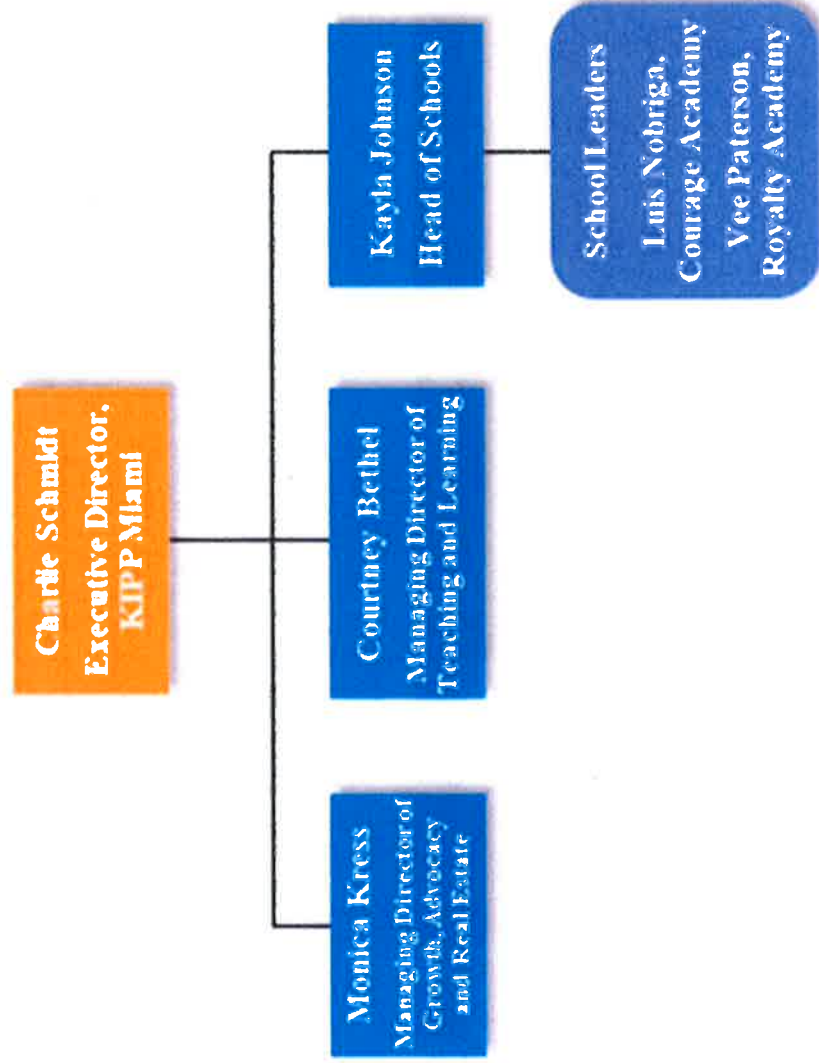 Charlie Schmidt
Executive Director,
KIPP Miami
Monica Kress
Managing Director of
Growth, Advocacy
and Real Estate
Courtney Bethel
Managing Director of
Teaching and Learning
Kayla Johnson
Head of Schools
School Leaders
Luis Nobriga,
Courage Academy
Vee Paterson,
Royalty Academy